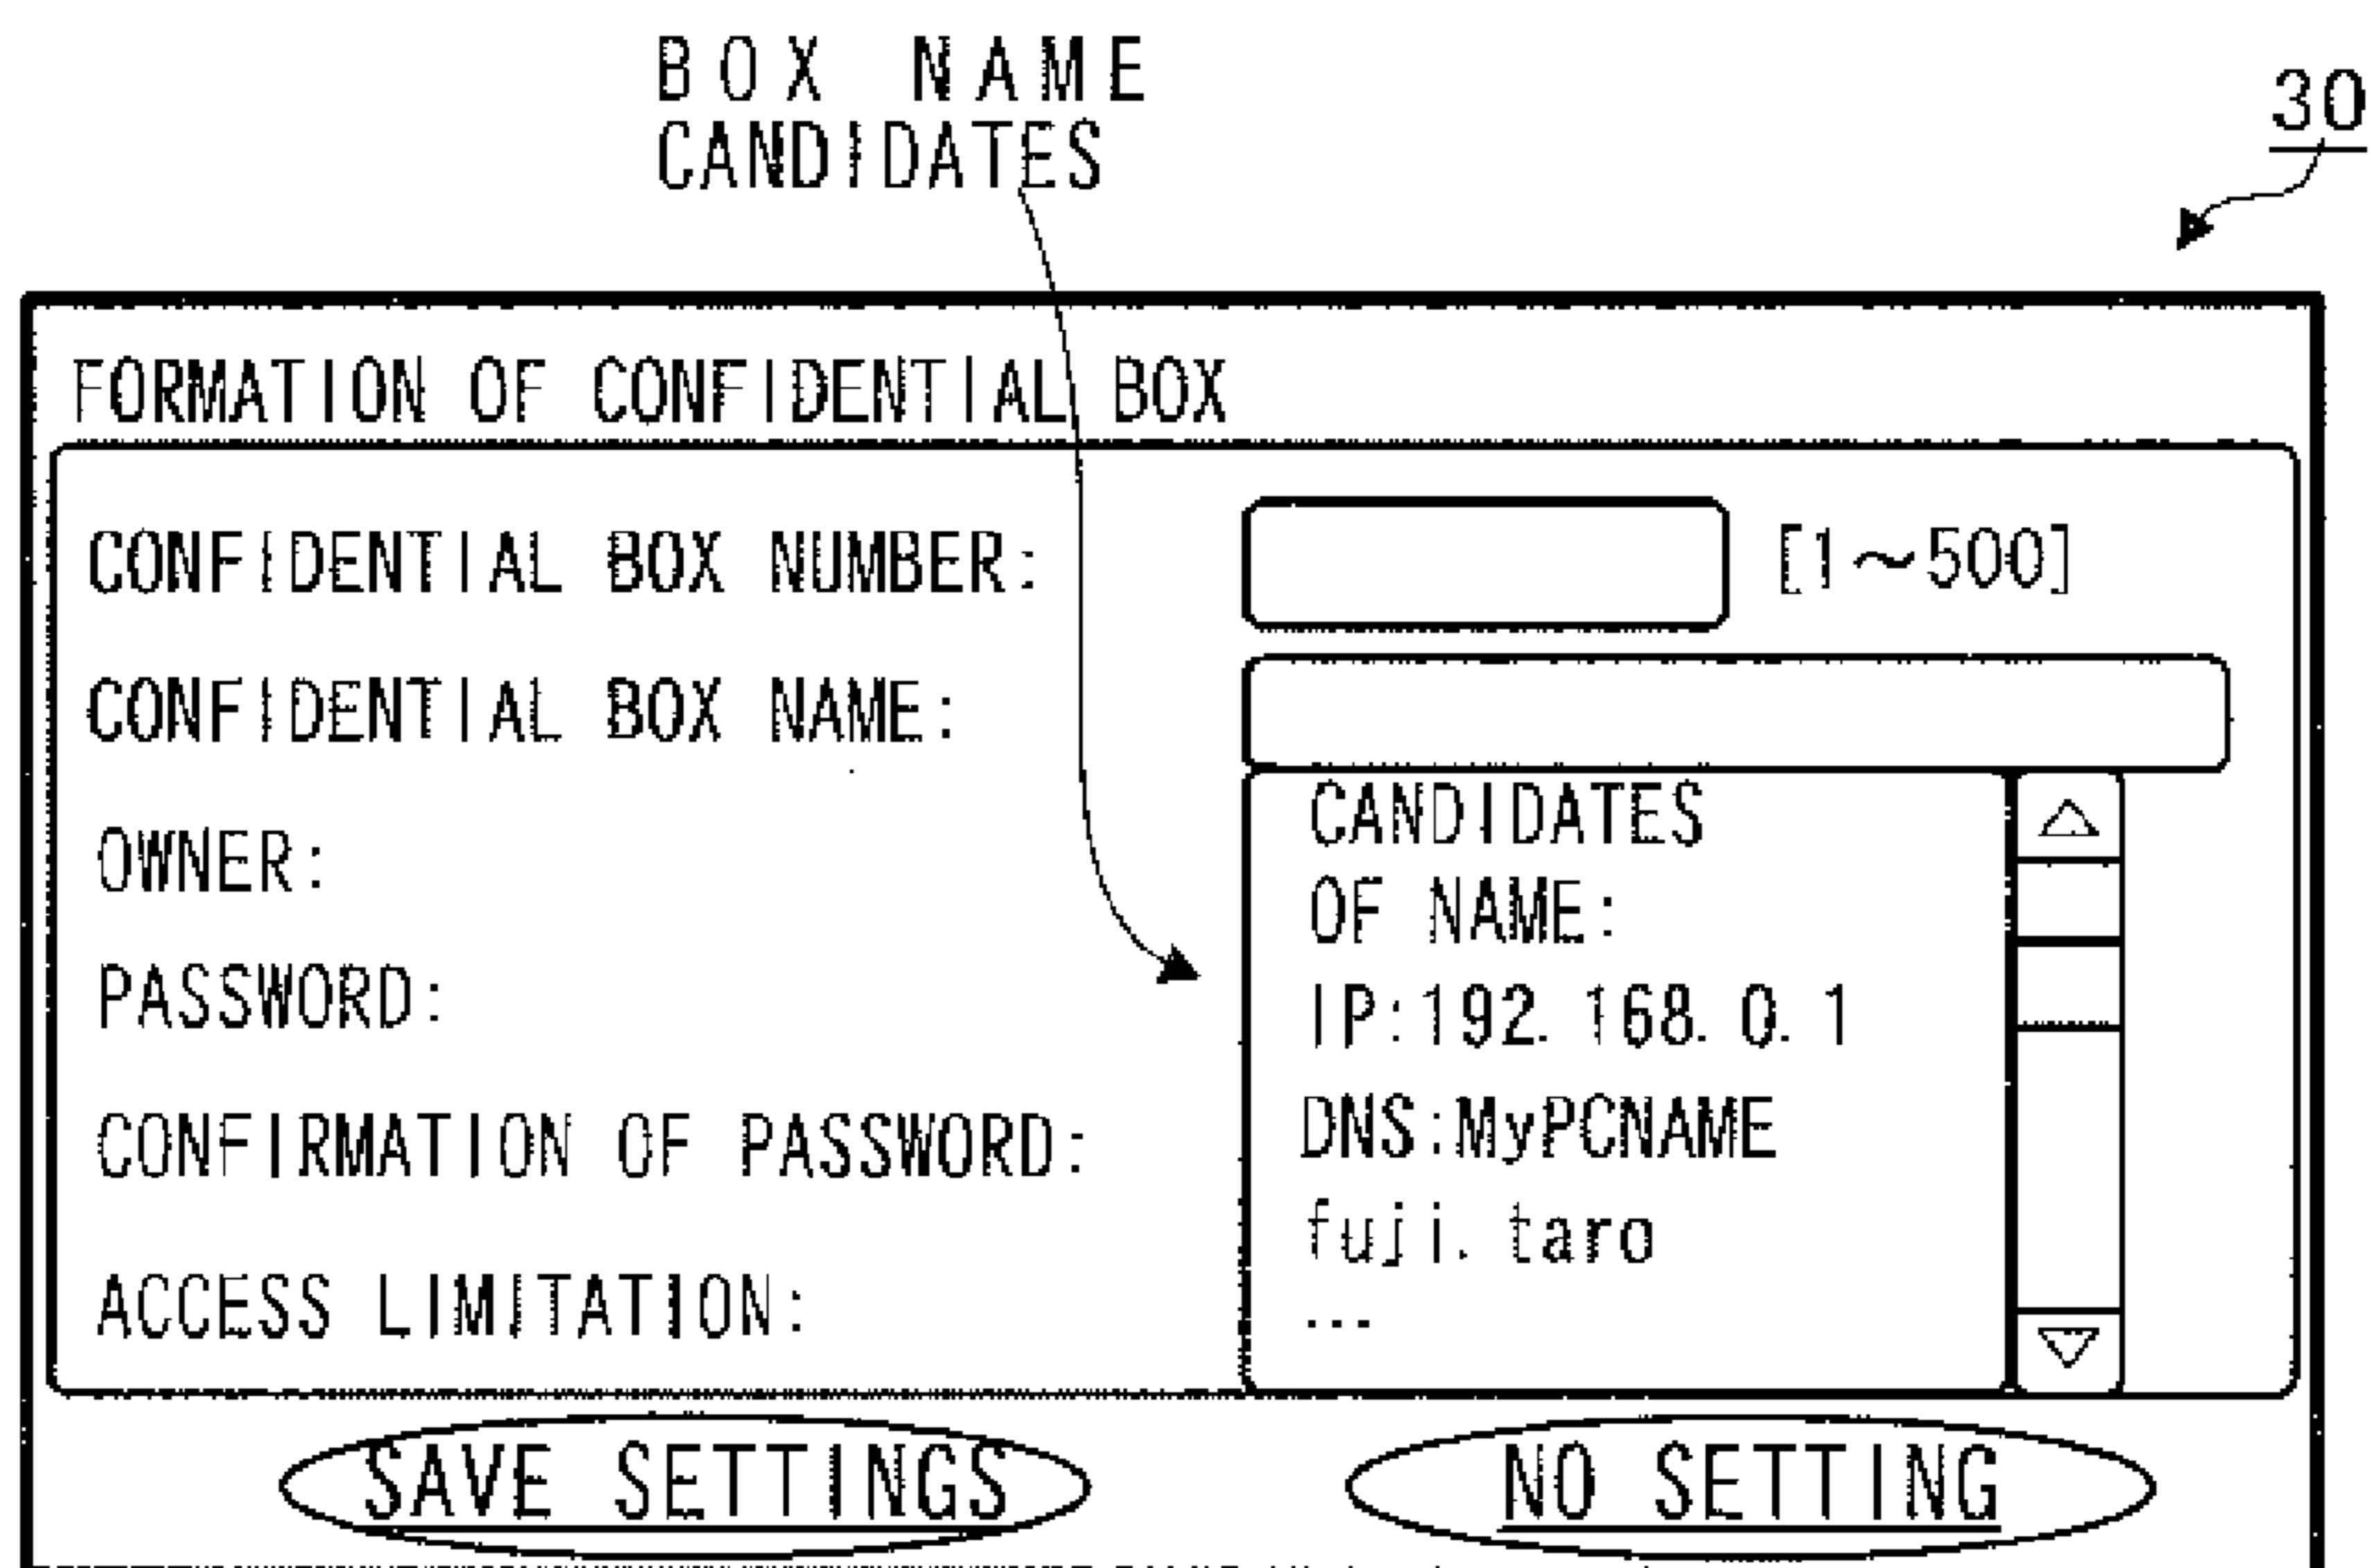 BOX NAME
CANDIDATES
30
FORMATION OF CONFIDENTIAL BOX
CONFIDENTIAL BOX NUMBER: [1~500]
CONFIDENTIAL BOX NAME:
CANDIDATES
OWNER:
OF NAME:
PASSWORD:
IP:192.168.0.1
CONFIRMATION OF PASSWORD:
DNS:MyPCNAME
fuji.taro
ACCESS LIMITATION:
...
SAVE SETTINGS NO SETTING